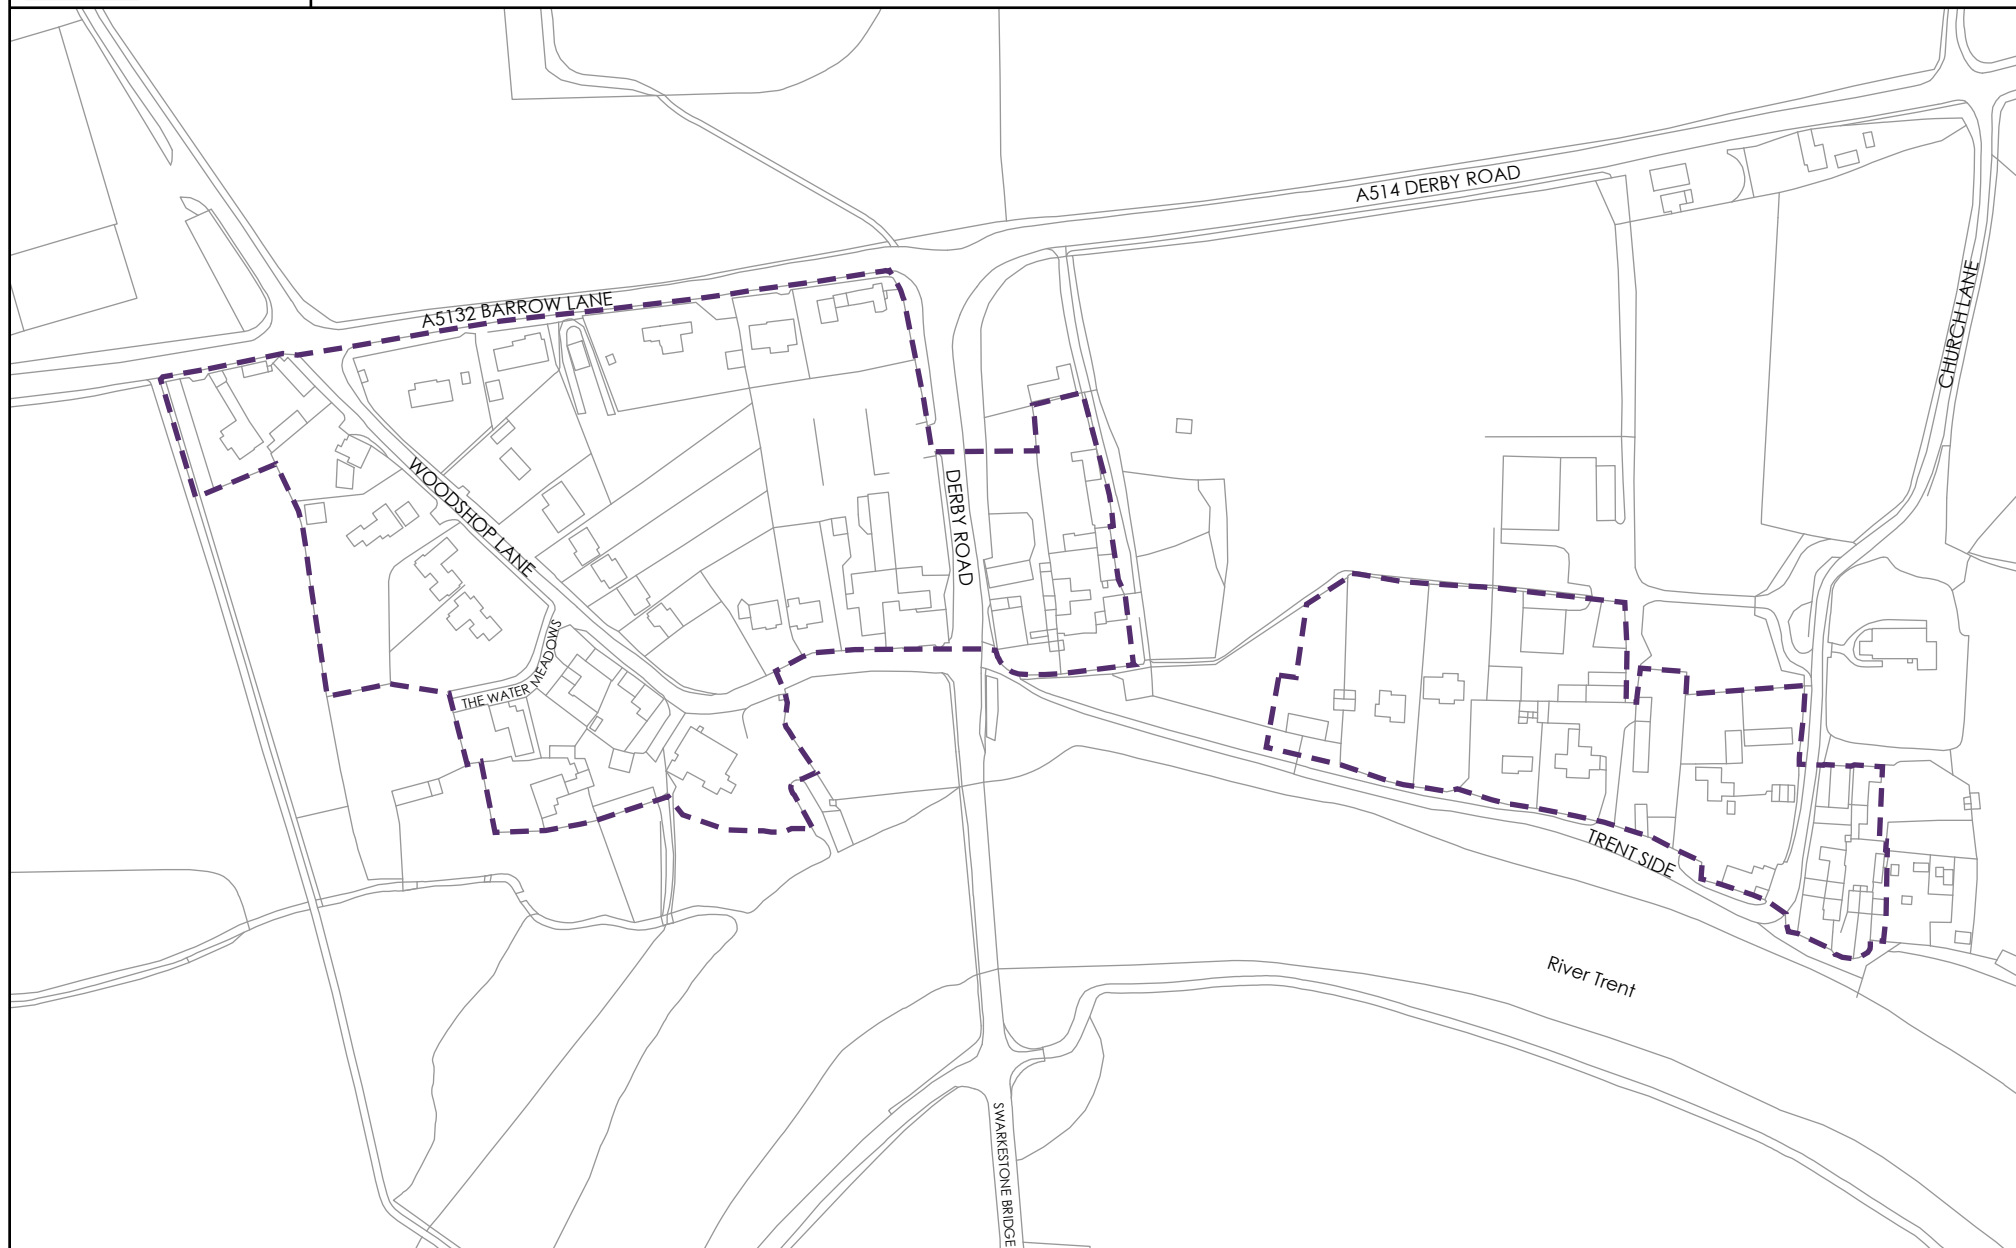 A514 DERBY ROAD
CHURCH LANE
A5132 BARROW LANE
WOODSHOP LANE
DERBY ROAD
THE WATER MEADOWS
TRENT SIDE
River Trent
SWARKESTONE BRIDGE